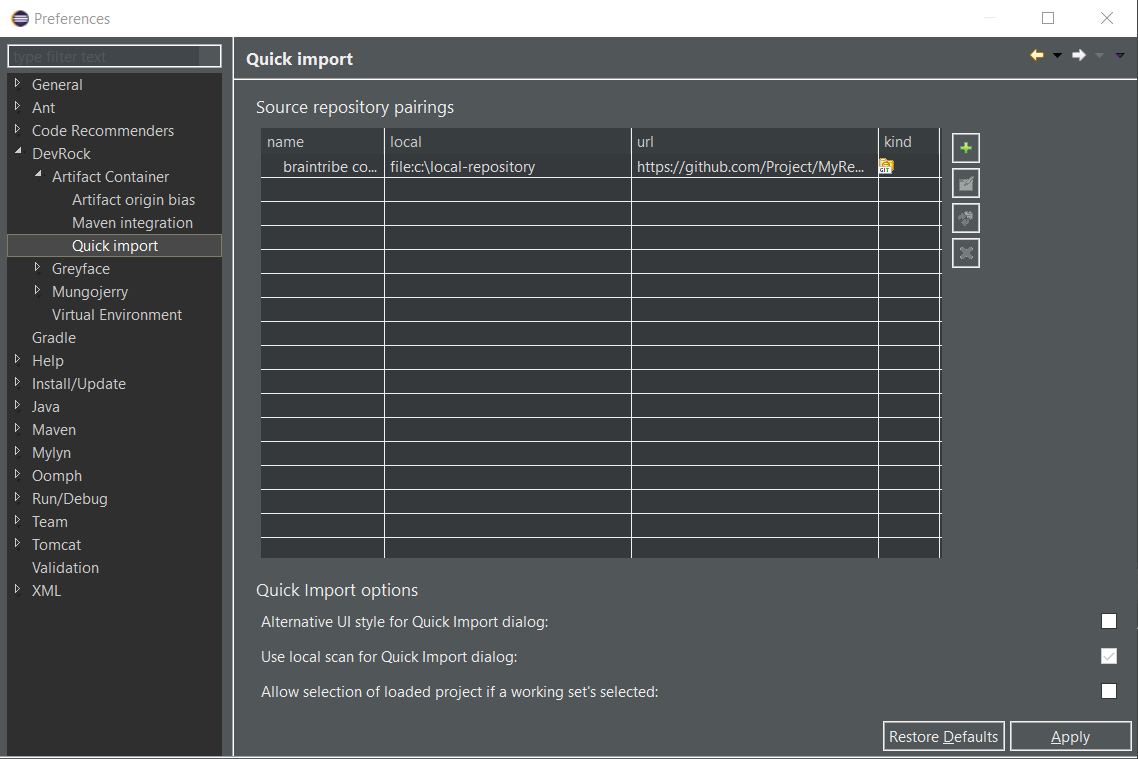 Preferences
type filter text
General
Ant
Code Recommenders
DevRock
Artifact Container
Artifact origin bias
Maven integration
Quick import
Greyface
Mungojerry
Virtual Environment
Gradle
Help
Install/Update
Java
Maven
Mylyn
Oomph
Run/Debug
Team
Tomcat
Validation
XML
Quick import
Source repository pairings
name local url kind
braintribe co... file:c:\local-repository https://github.com/Project/MyRe... GIT
Quick Import options
Alternative UI style for Quick Import dialog:
Use local scan for Quick Import dialog:
Allow selection of loaded project if a working set's selected:
Restore Defaults Apply